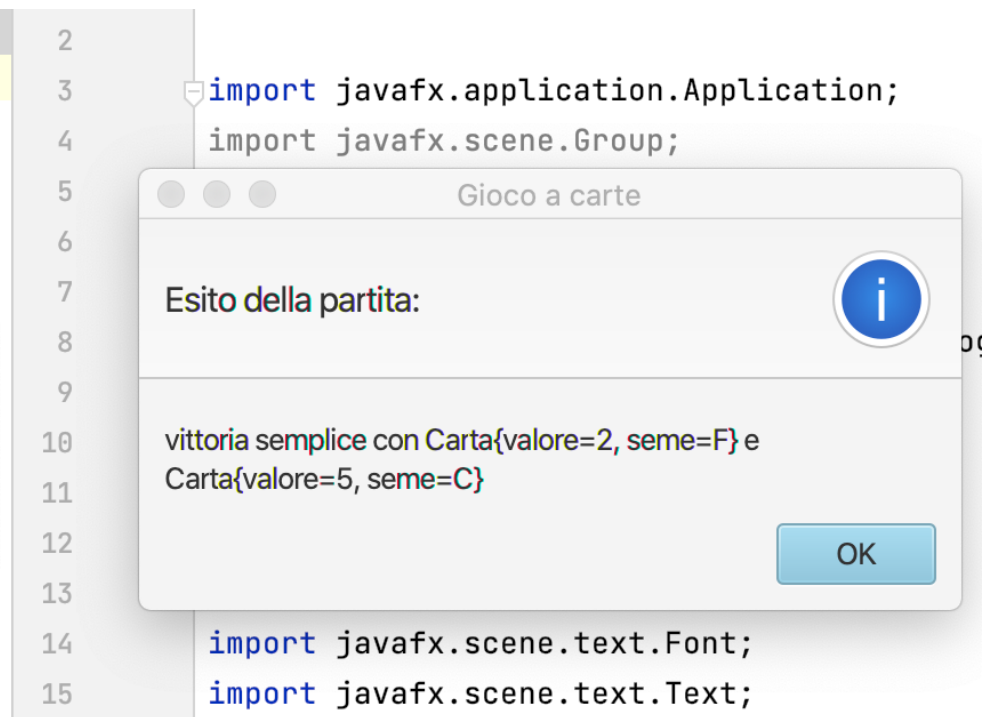 2
3 import javafx.application.Application;
4 import javafx.scene.Group;
5 Gioco a carte
6
7 Esito della partita:
i
8
9
10 vittoria semplice con Carta{valore=2, seme=F} e
11 Carta{valore=5, seme=C}
12 OK
13
14 import javafx.scene.text.Font;
15 import javafx.scene.text.Text;